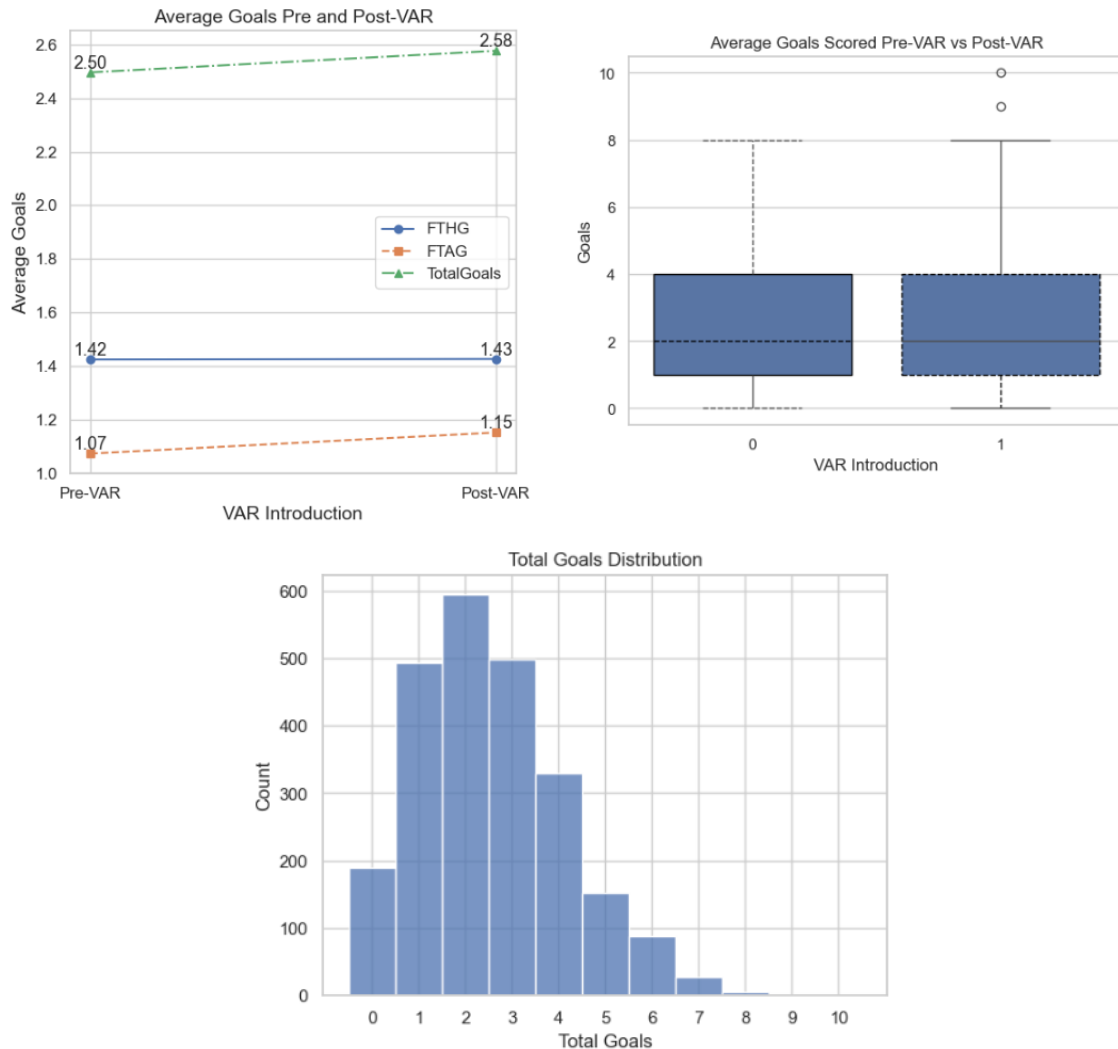 Average Goals Pre and Post-VAR
2.6
2.4
2.2
2.0
1.8
1.6
1.4
1.2
1.0
Average Goals
2.50
2.58
FTHG
FTAG
TotalGoals
1.42
1.43
1.07
1.15
Pre-VAR
Post-VAR
VAR Introduction
Average Goals Scored Pre-VAR vs Post-VAR
10
8
6
4
2
0
Goals
0
1
VAR Introduction
Total Goals Distribution
600
500
400
300
200
100
0
Count
0 1 2 3 4 5 6 7 8 9 10
Total Goals